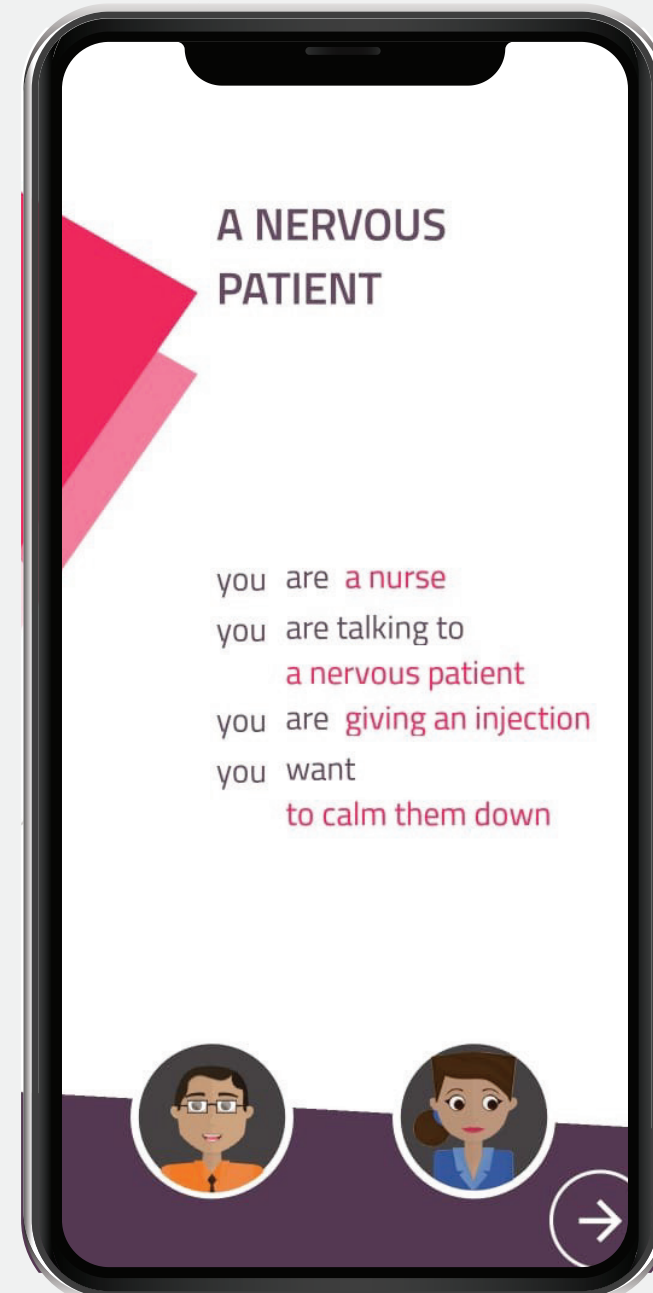 A NERVOUS
PATIENT
you are a nurse
you are talking to
a nervous patient
you are giving an injection
you want
to calm them down